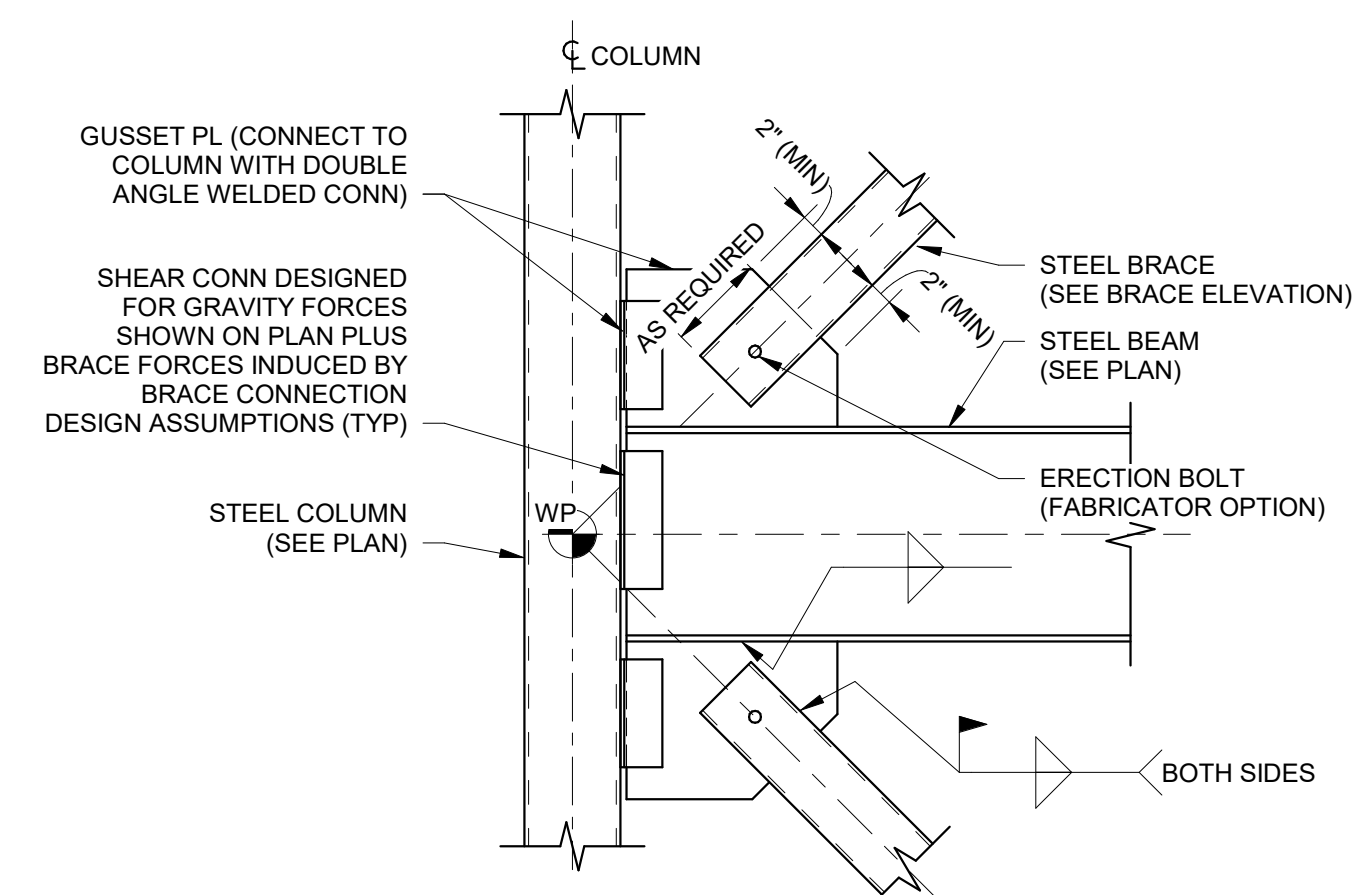 ℄ COLUMN
GUSSET PL (CONNECT TO
COLUMN WITH DOUBLE
ANGLE WELDED CONN)
SHEAR CONN DESIGNED
FOR GRAVITY FORCES
SHOWN ON PLAN PLUS
BRACE FORCES INDUCED BY
BRACE CONNECTION
DESIGN ASSUMPTIONS (TYP)
STEEL COLUMN
(SEE PLAN)
WP
2" (MIN)
AS REQUIRED
2" (MIN)
STEEL BRACE
(SEE BRACE ELEVATION)
STEEL BEAM
(SEE PLAN)
ERECTION BOLT
(FABRICATOR OPTION)
BOTH SIDES